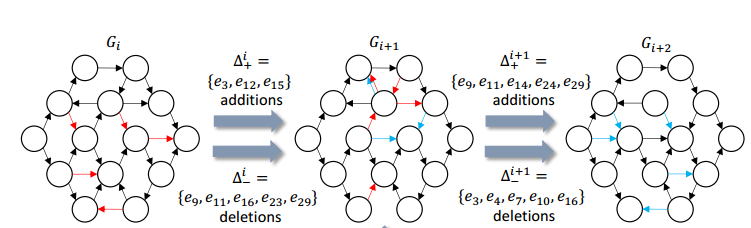 G_i
Δ_+^i =
{e_3, e_12, e_15}
additions
Δ_-^i =
{e_9, e_11, e_16, e_23, e_29}
deletions
G_{i+1}
Δ_+^{i+1} =
{e_9, e_11, e_14, e_24, e_29}
additions
Δ_-^{i+1} =
{e_3, e_4, e_7, e_10, e_16}
deletions
G_{i+2}